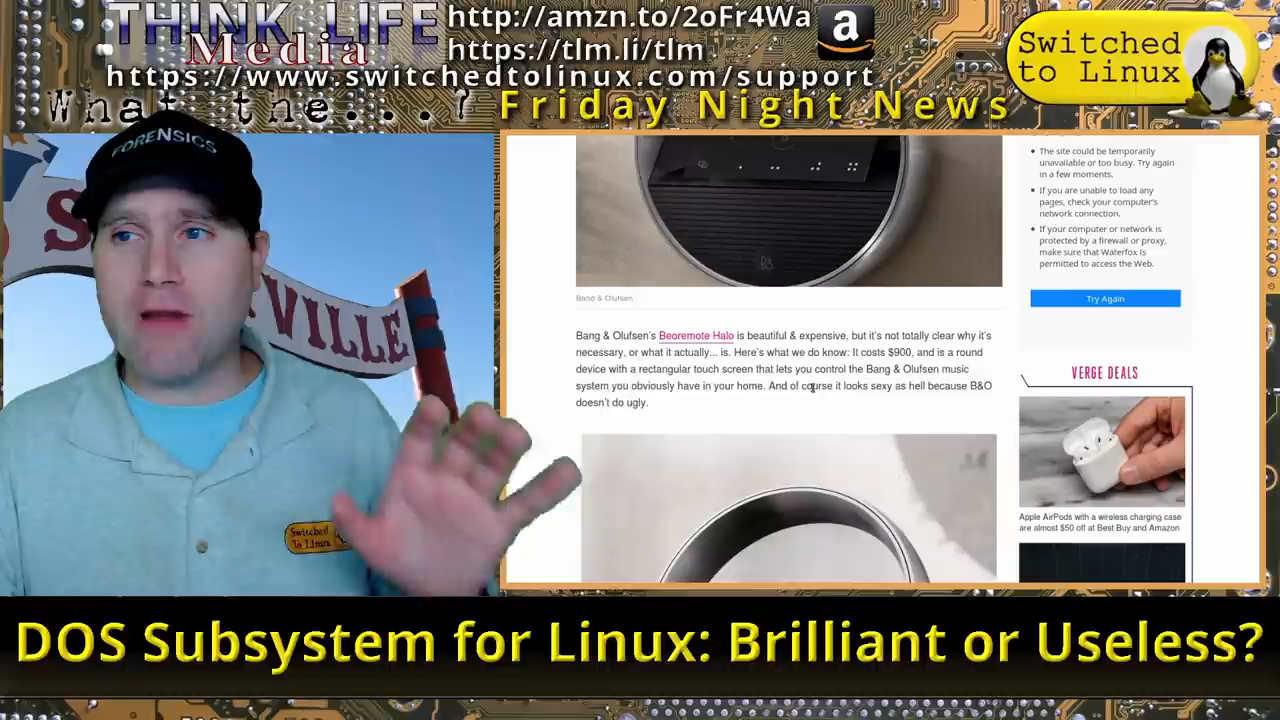 THINK LIFE
Media
http://amzn.to/2oFr4Wa
https://tlm.li/tlm
https://www.switchedtolinux.com/support
a
Switched
to Linux
What the...?
Friday Night News
FORENSICS
S
VILLE
Switched
To Linux
Band & Olufsen
Bang & Olufsen's Beoremote Halo is beautiful & expensive, but it's not totally clear why it's
necessary, or what it actually... is. Here's what we do know: It costs $900, and is a round
device with a rectangular touch screen that lets you control the Bang & Olufsen music
system you obviously have in your home. And of course it looks sexy as hell because B&O
doesn't do ugly.
The site could be temporarily
unavailable or too busy. Try again
in a few moments.
If you are unable to load any
pages, check your computer's
network connection.
If your computer or network is
protected by a firewall or proxy,
make sure that Waterfox is
permitted to access the Web.
Try Again
VERGE DEALS
Apple AirPods with a wireless charging case
are almost $50 off at Best Buy and Amazon
DOS Subsystem for Linux: Brilliant or Useless?